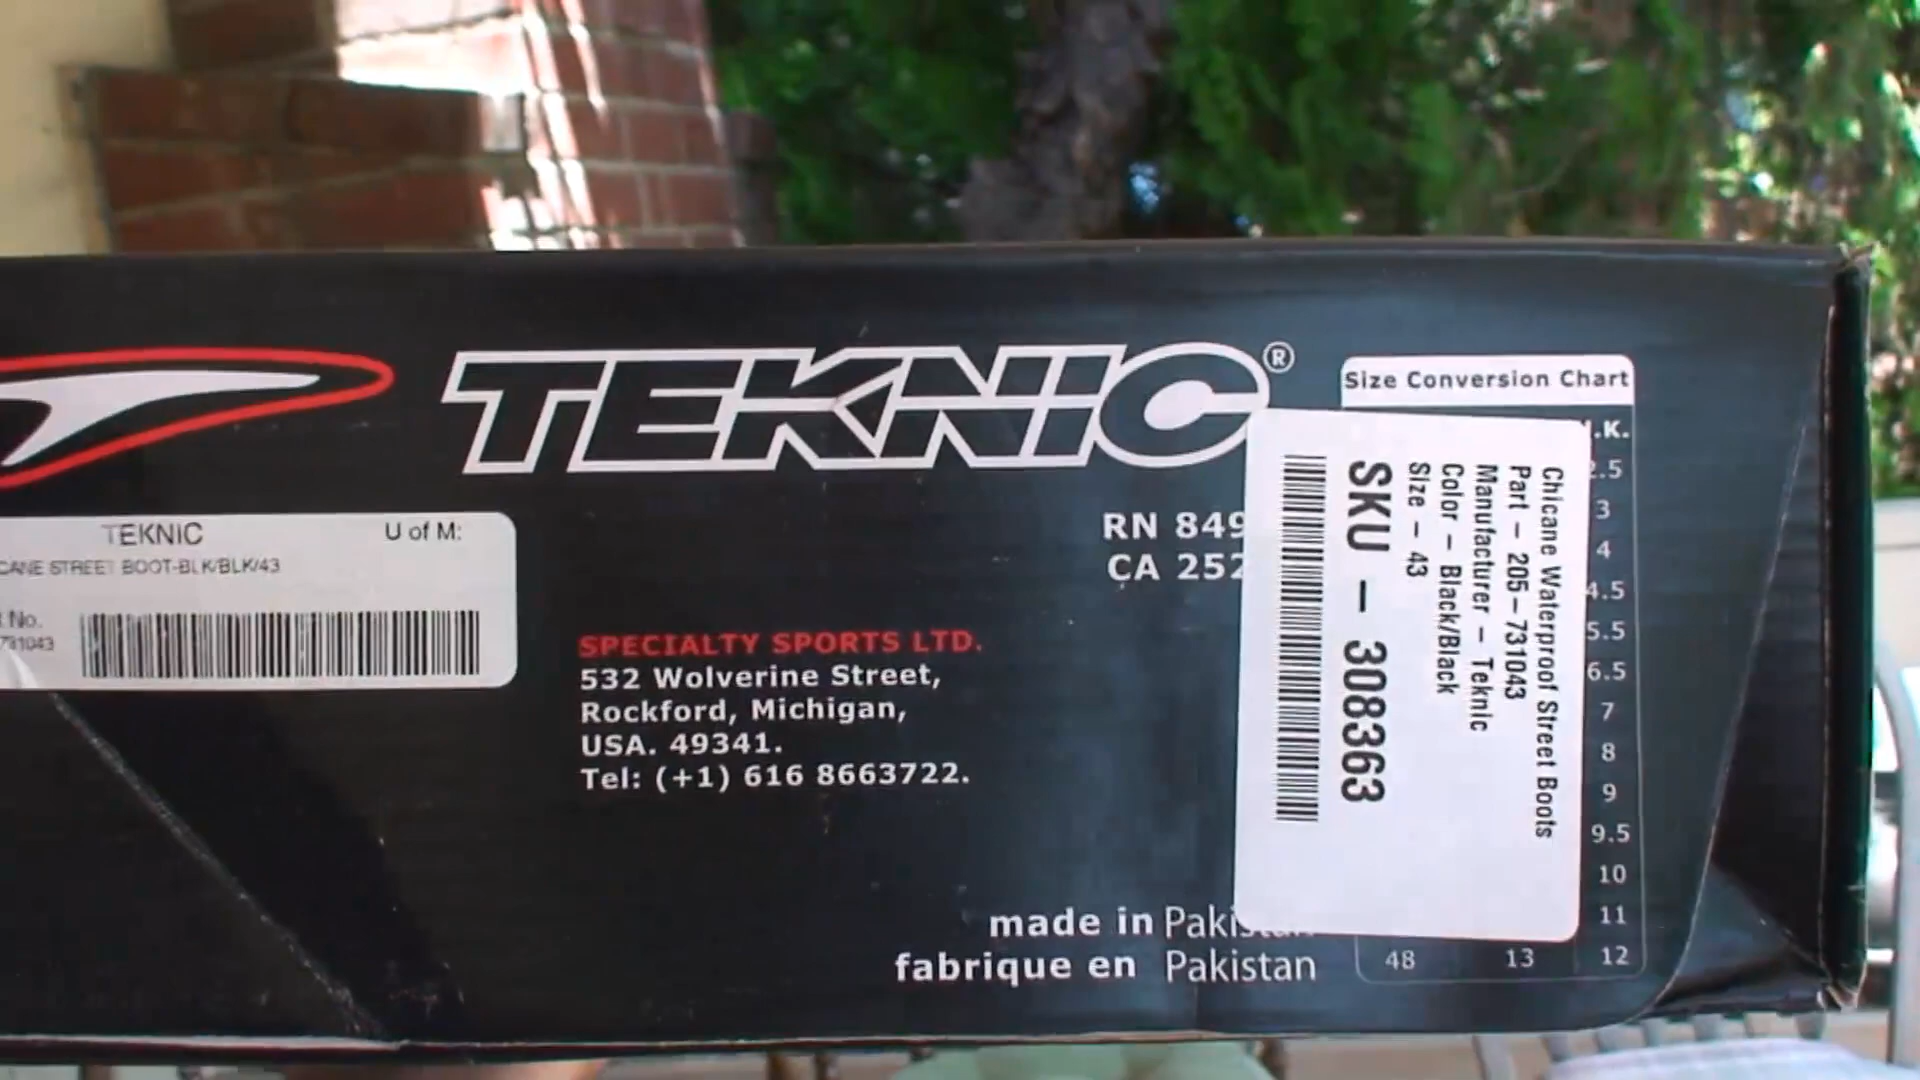 TEKNIC®
TEKNIC U of M:
STREET BOOT-BLK/BLK/43
No.
731043
RN 849
CA 252
SPECIALTY SPORTS LTD.
532 Wolverine Street,
Rockford, Michigan,
USA. 49341.
Tel: (+1) 616 8663722.
made in
fabrique en Pakistan
Size Conversion Chart
.K.
.5
3
4
4.5
5.5
6.5
7
8
9
9.5
10
11
48 13 12
Chicane Waterproof Street Boots
Part - 205-731043
Manufacturer - Teknic
Color - Black/Black
Size - 43
SKU - 308363